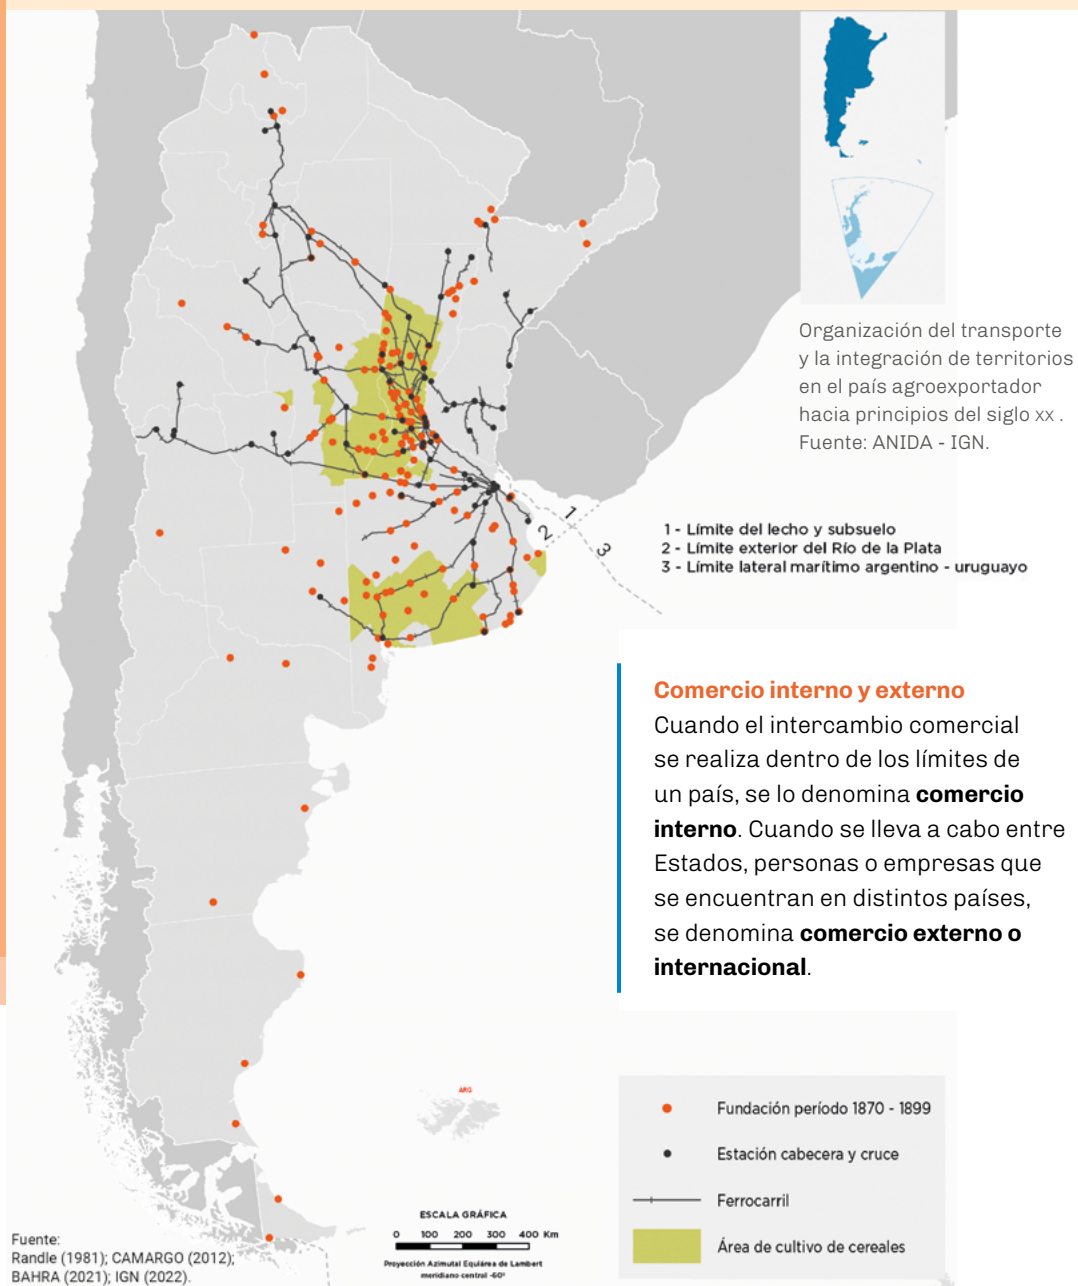 Organización del transporte
y la integración de territorios
en el país agroexportador
hacia principios del siglo xx .
Fuente: ANIDA - IGN.
1
2
3
1 - Límite del lecho y subsuelo
2 - Límite exterior del Río de la Plata
3 - Límite lateral marítimo argentino - uruguayo
Comercio interno y externo
Cuando el intercambio comercial
se realiza dentro de los límites de
un país, se lo denomina comercio
interno. Cuando se lleva a cabo entre
Estados, personas o empresas que
se encuentran en distintos países,
se denomina comercio externo o
internacional.
ARG
Fundación período 1870 - 1899
Estación cabecera y cruce
Ferrocarril
Área de cultivo de cereales
ESCALA GRÁFICA
0 100 200 300 400 Km
Proyección Azimutal Equiárea de Lambert
meridiano central -60º
Fuente:
Randle (1981); CAMARGO (2012);
BAHRA (2021); IGN (2022).